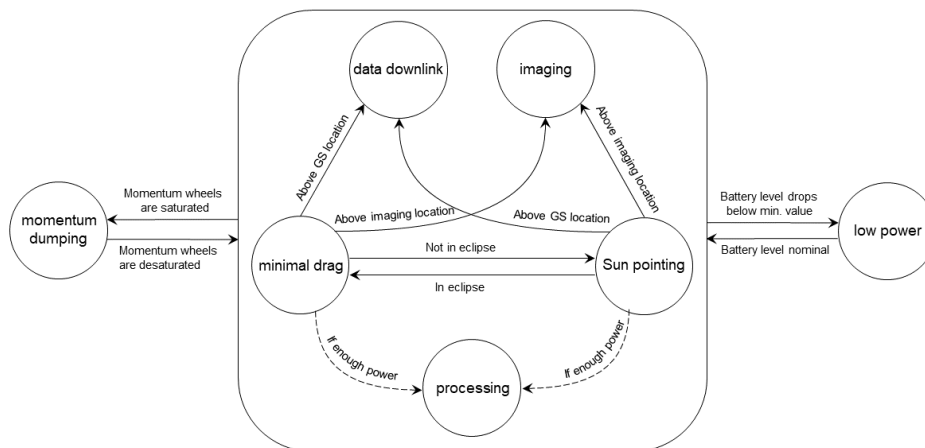 data downlink
imaging
Above GS location
Above imaging location
momentum
dumping
Momentum wheels
are saturated
Momentum wheels
are desaturated
Above imaging location
Above GS location
Battery level drops
below min. value
Battery level nominal
low power
minimal drag
Not in eclipse
In eclipse
Sun pointing
If enough power
If enough power
processing